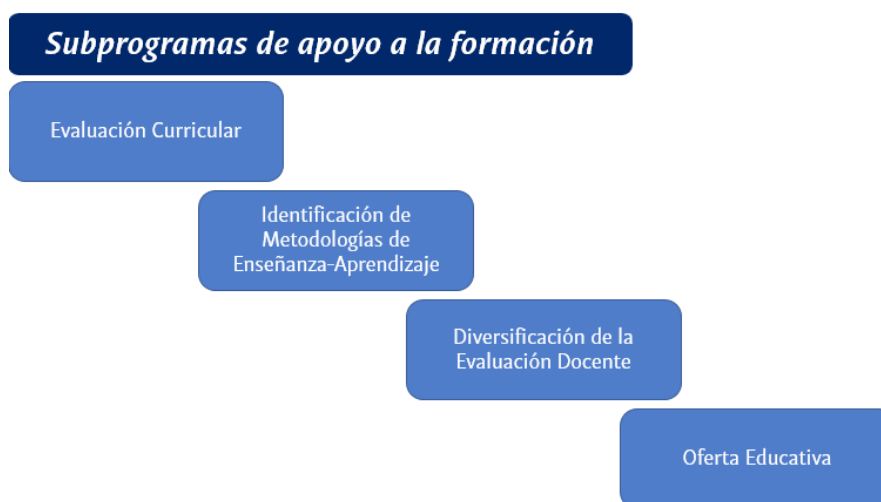 Subprogramas de apoyo a la formación
Evaluación Curricular
Identificación de
Metodologías de
Enseñanza-Aprendizaje
Diversificación de la
Evaluación Docente
Oferta Educativa